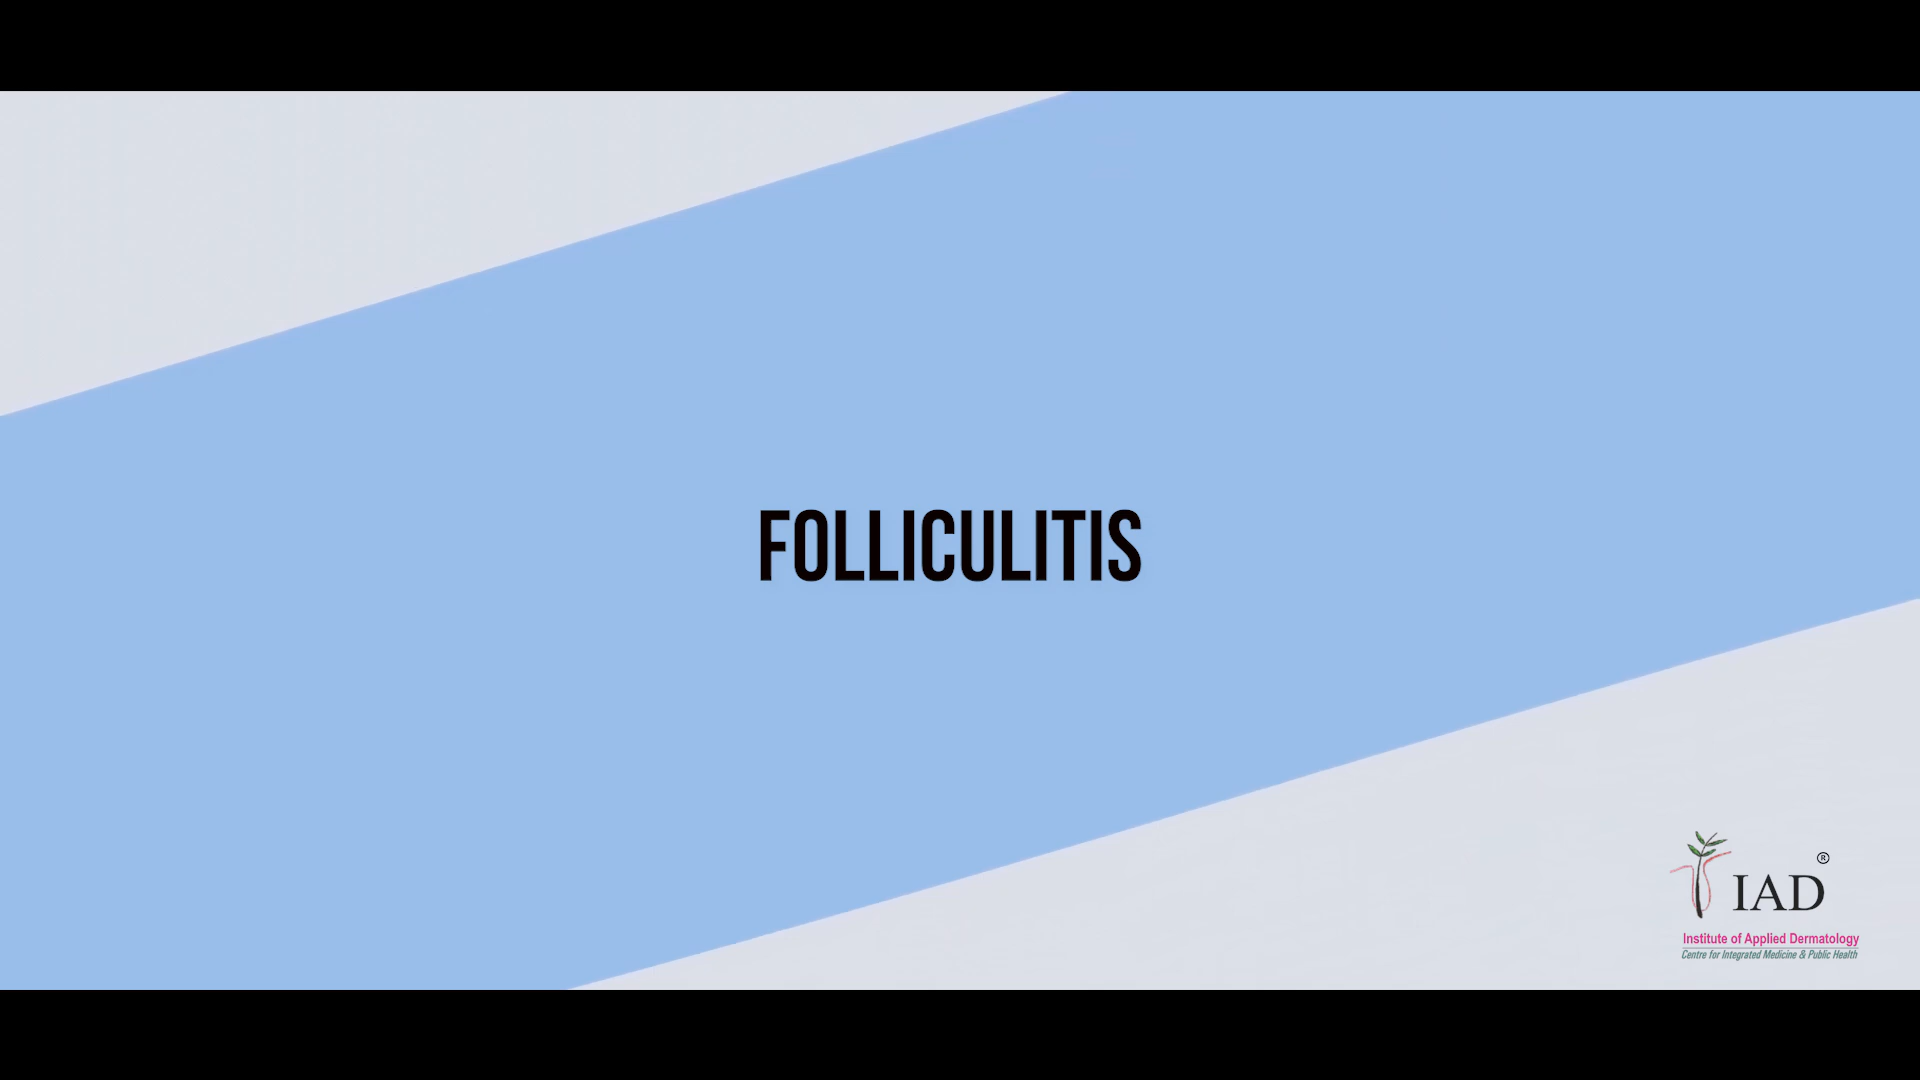 FOLLICULITIS
IAD®
Institute of Applied Dermatology
Centre for Integrated Medicine & Public Health